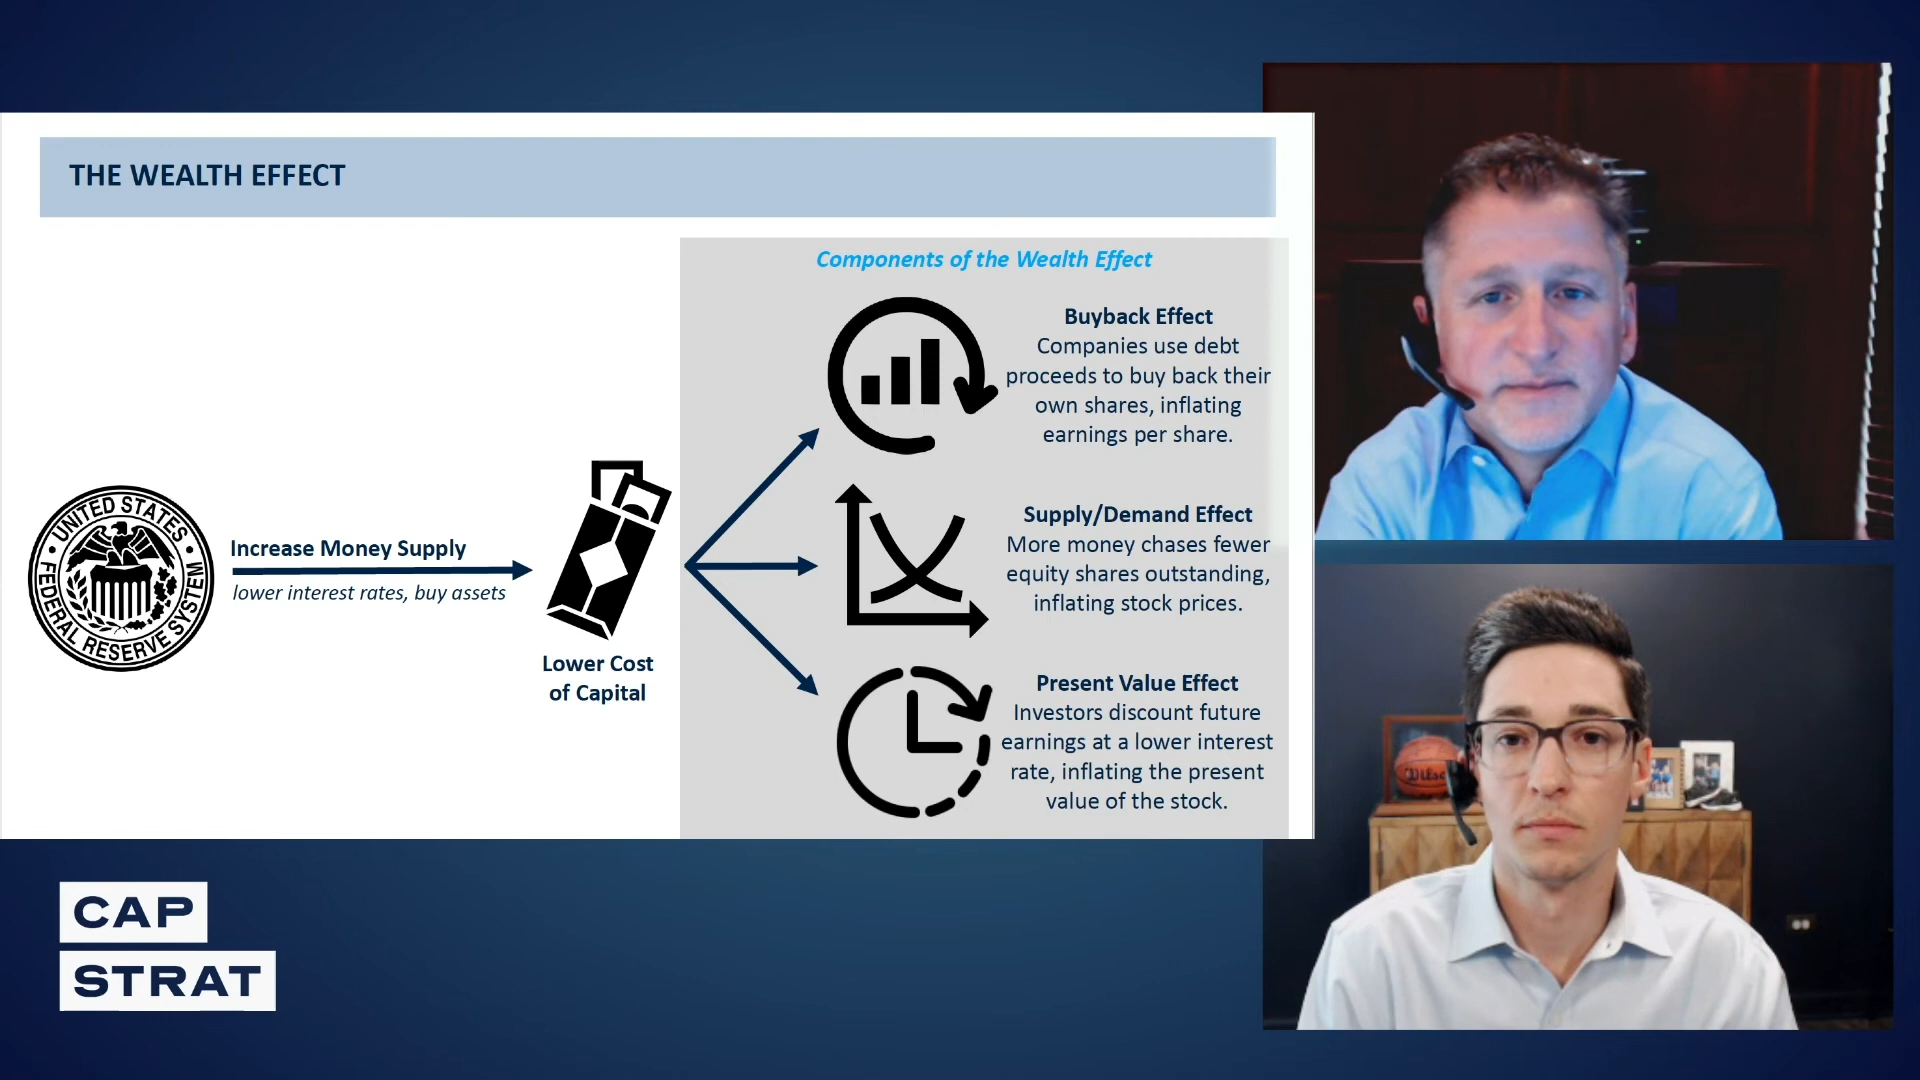 THE WEALTH EFFECT
Components of the Wealth Effect
Buyback Effect
Companies use debt
proceeds to buy back their
own shares, inflating
earnings per share.
UNITED STATES
FEDERAL RESERVE SYSTEM
Increase Money Supply
lower interest rates, buy assets
Lower Cost
of Capital
Supply/Demand Effect
More money chases fewer
equity shares outstanding,
inflating stock prices.
Present Value Effect
Investors discount future
earnings at a lower interest
rate, inflating the present
value of the stock.
CAP
STRAT